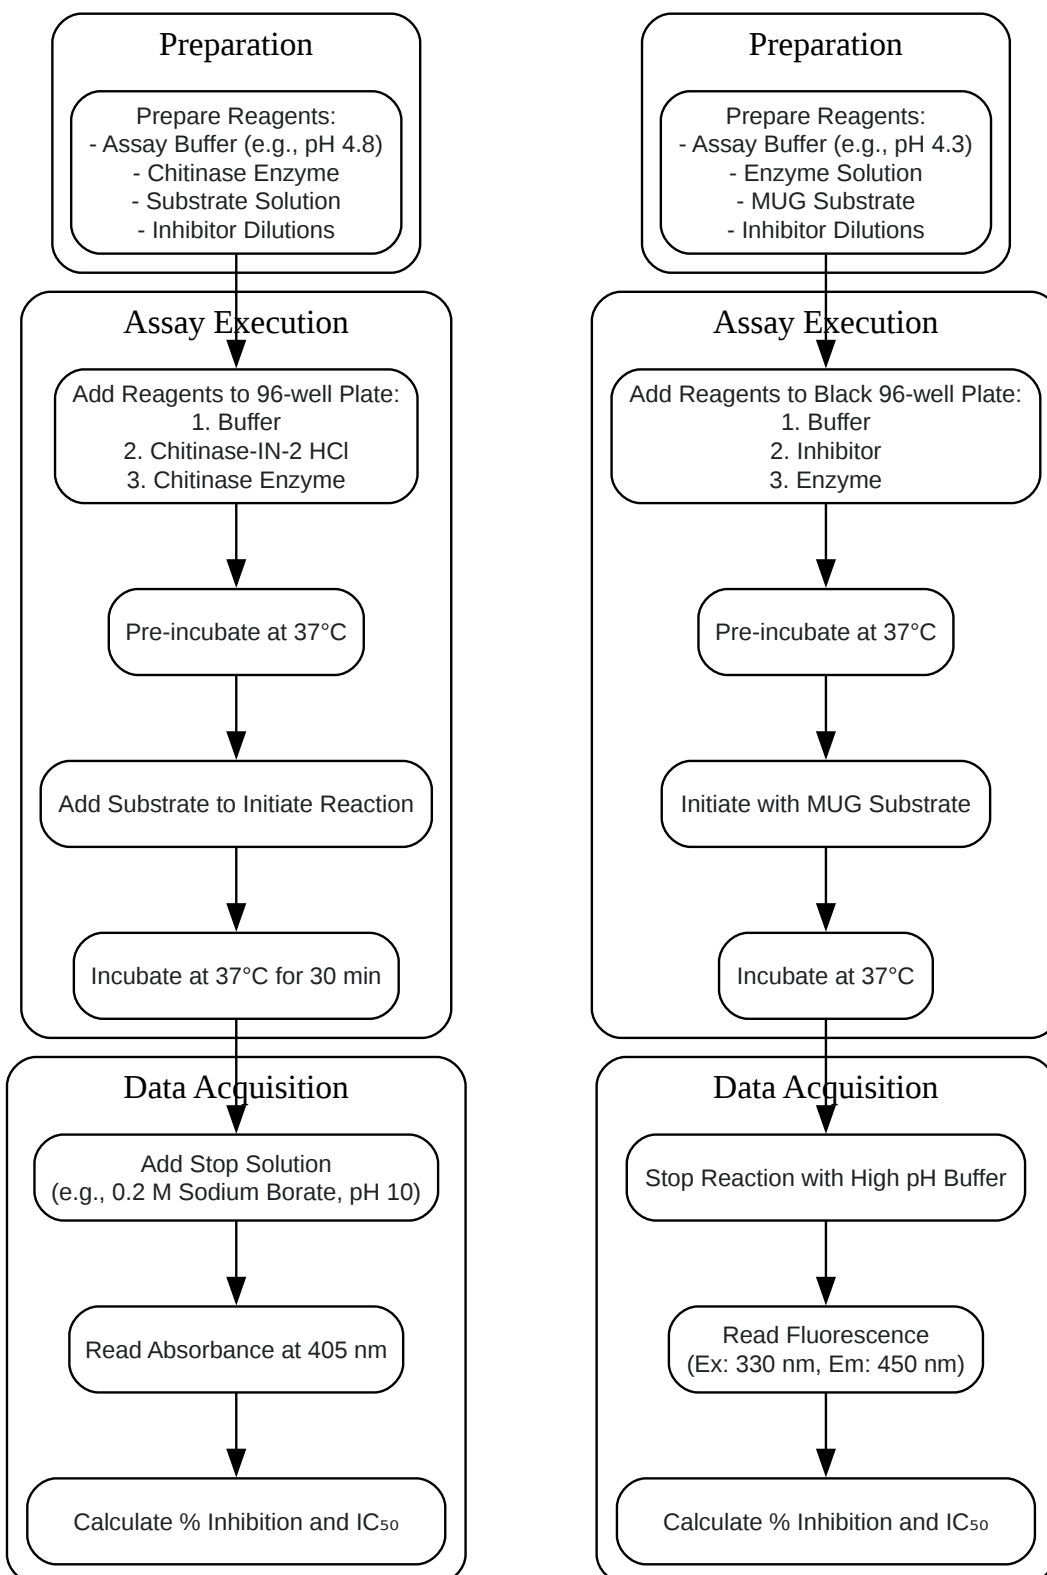 Preparation
Prepare Reagents:
- Assay Buffer (e.g., pH 4.8)
- Chitinase Enzyme
- Substrate Solution
- Inhibitor Dilutions
Assay Execution
Add Reagents to 96-well Plate:
1. Buffer
2. Chitinase-IN-2 HCl
3. Chitinase Enzyme
Pre-incubate at 37°C
Add Substrate to Initiate Reaction
Incubate at 37°C for 30 min
Data Acquisition
Add Stop Solution
(e.g., 0.2 M Sodium Borate, pH 10)
Read Absorbance at 405 nm
Calculate % Inhibition and IC₅₀
Preparation
Prepare Reagents:
- Assay Buffer (e.g., pH 4.3)
- Enzyme Solution
- MUG Substrate
- Inhibitor Dilutions
Assay Execution
Add Reagents to Black 96-well Plate:
1. Buffer
2. Inhibitor
3. Enzyme
Pre-incubate at 37°C
Initiate with MUG Substrate
Incubate at 37°C
Data Acquisition
Stop Reaction with High pH Buffer
Read Fluorescence
(Ex: 330 nm, Em: 450 nm)
Calculate % Inhibition and IC₅₀